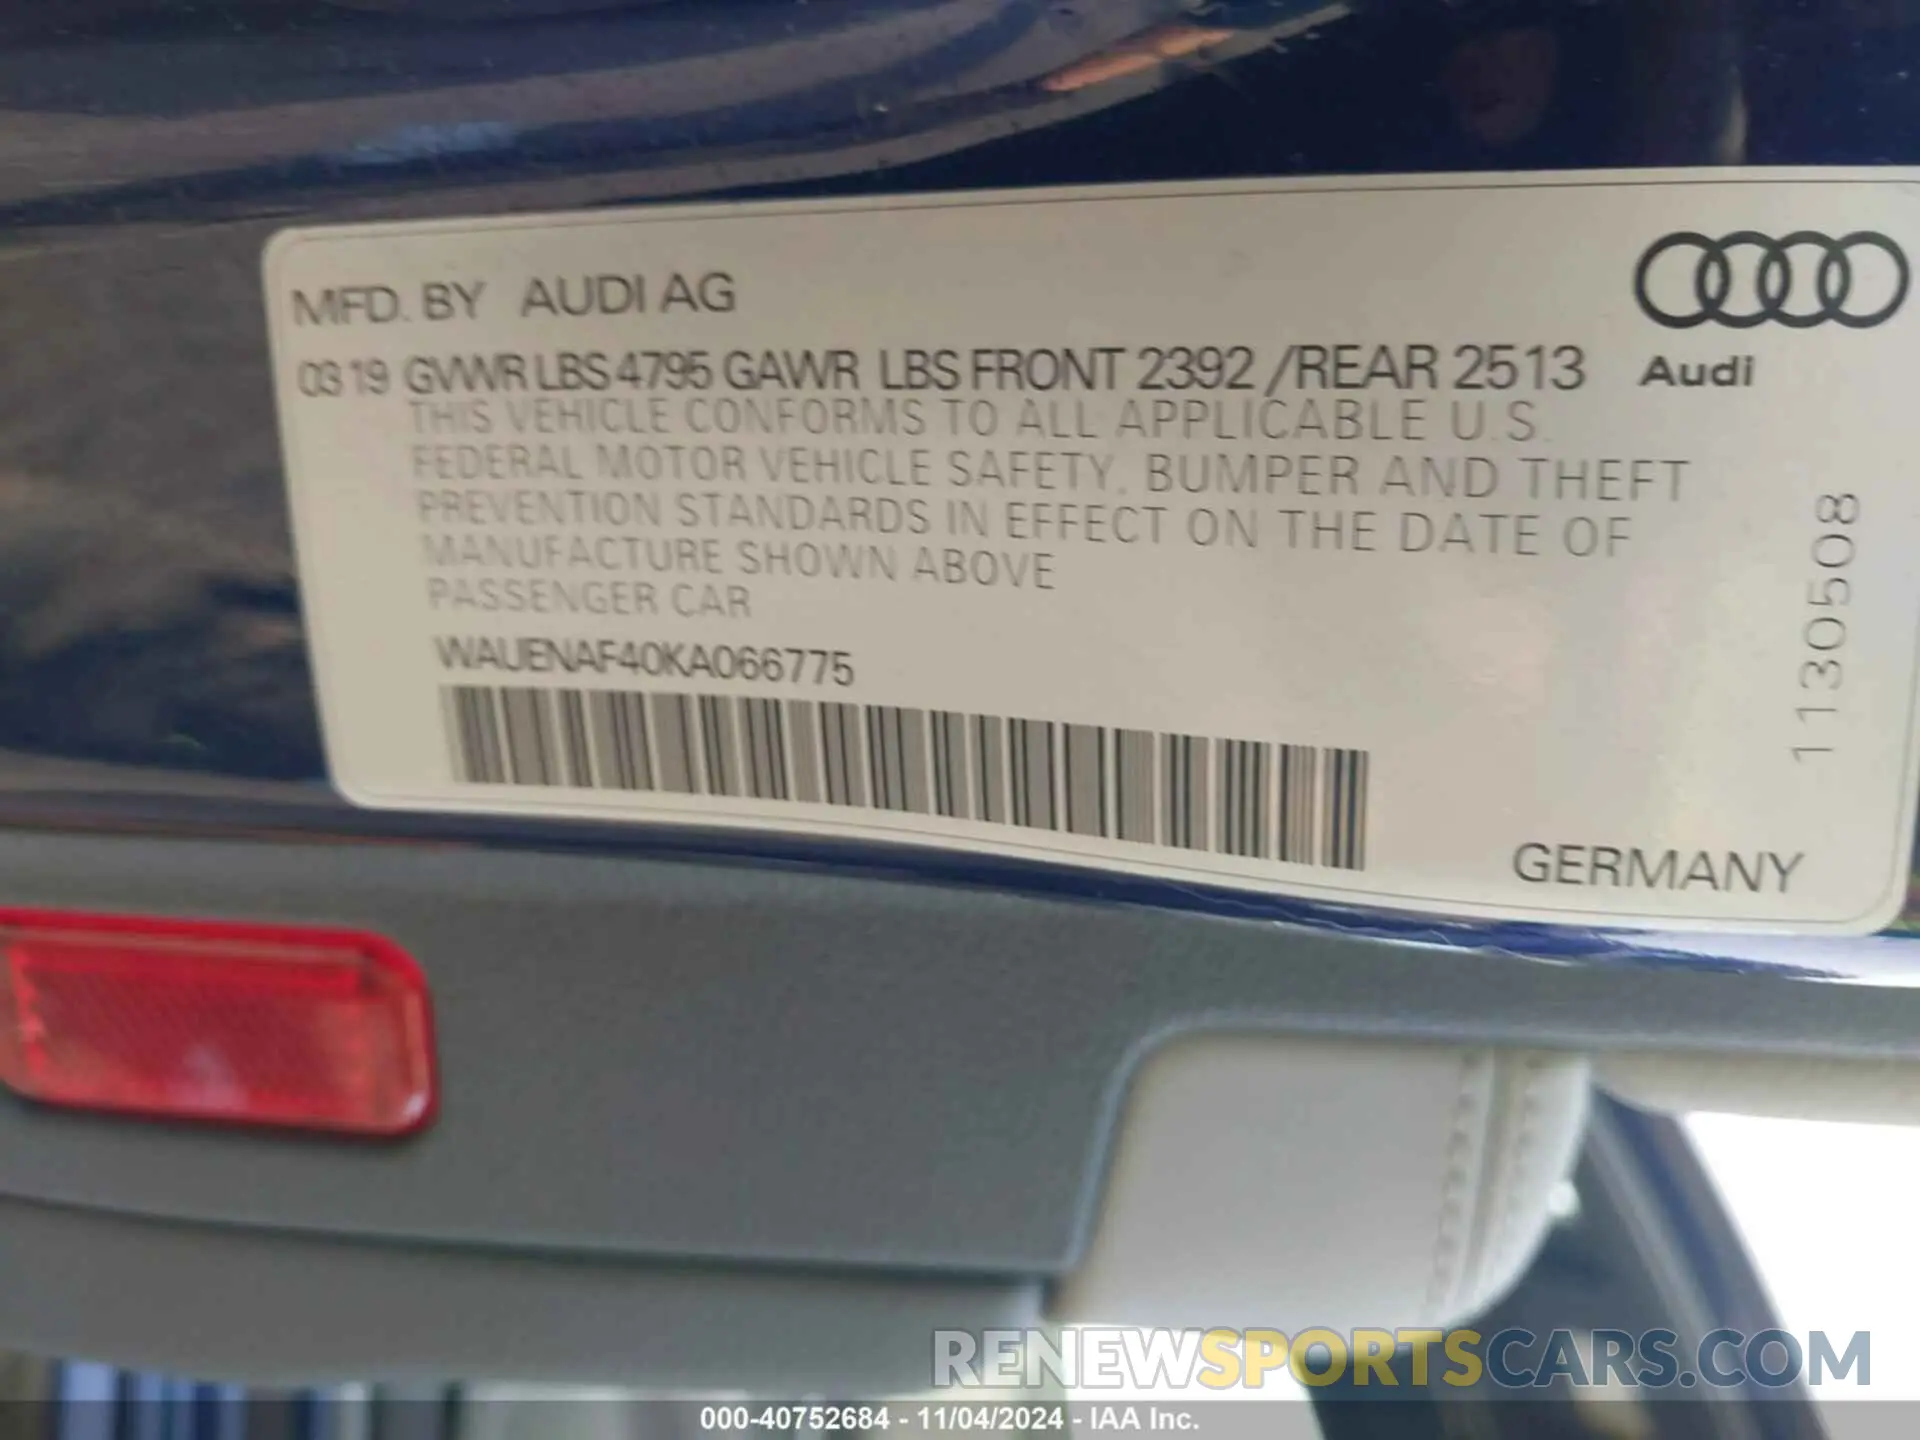 MFD. BY AUDI AG
03 19 GVWR LBS 4795 GAWR LBS FRONT 2392 /REAR 2513
Audi
THIS VEHICLE CONFORMS TO ALL APPLICABLE U.S.
FEDERAL MOTOR VEHICLE SAFETY, BUMPER AND THEFT
PREVENTION STANDARDS IN EFFECT ON THE DATE OF
MANUFACTURE SHOWN ABOVE
PASSENGER CAR
WAUENAF40KA066775
1130508
GERMANY
RENEWSPORTSCARS.COM
000-40752684 - 11/04/2024 - IAA Inc.